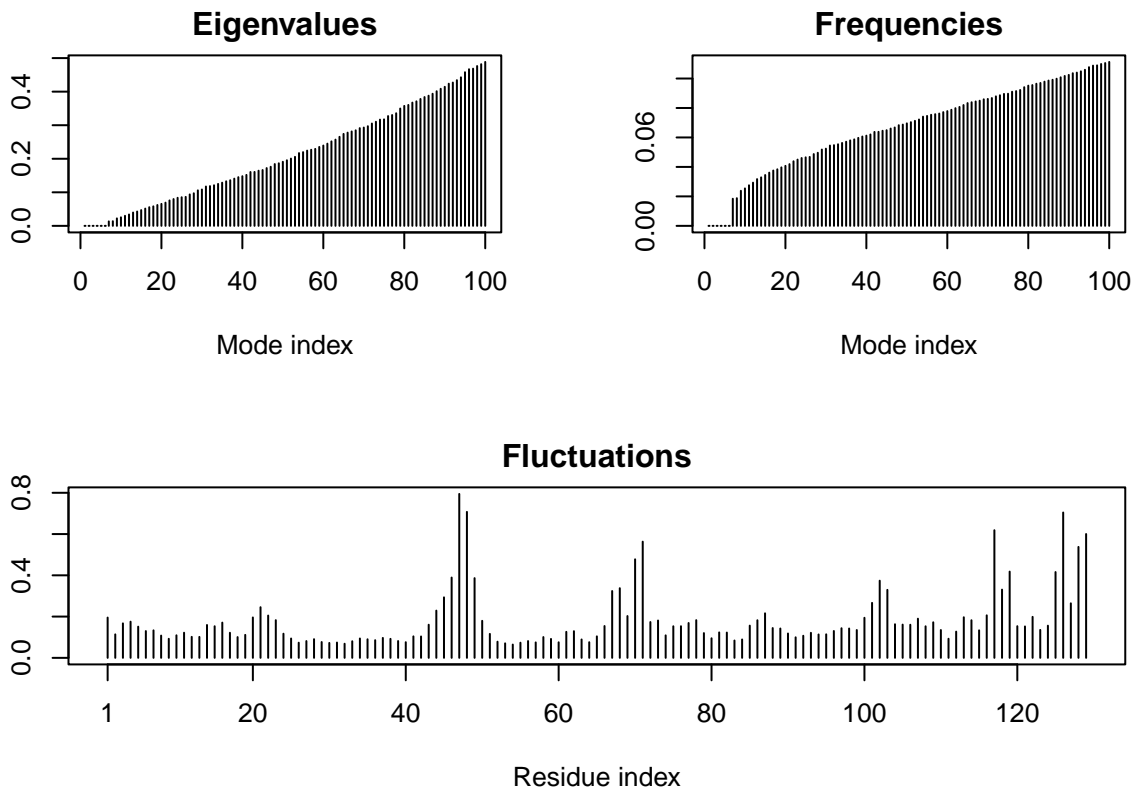 Eigenvalues
0.0 0.2 0.4
0 20 40 60 80 100
Mode index
Frequencies
0.00 0.06
0 20 40 60 80 100
Mode index
Fluctuations
0.0 0.4 0.8
1 20 40 60 80 100 120
Residue index